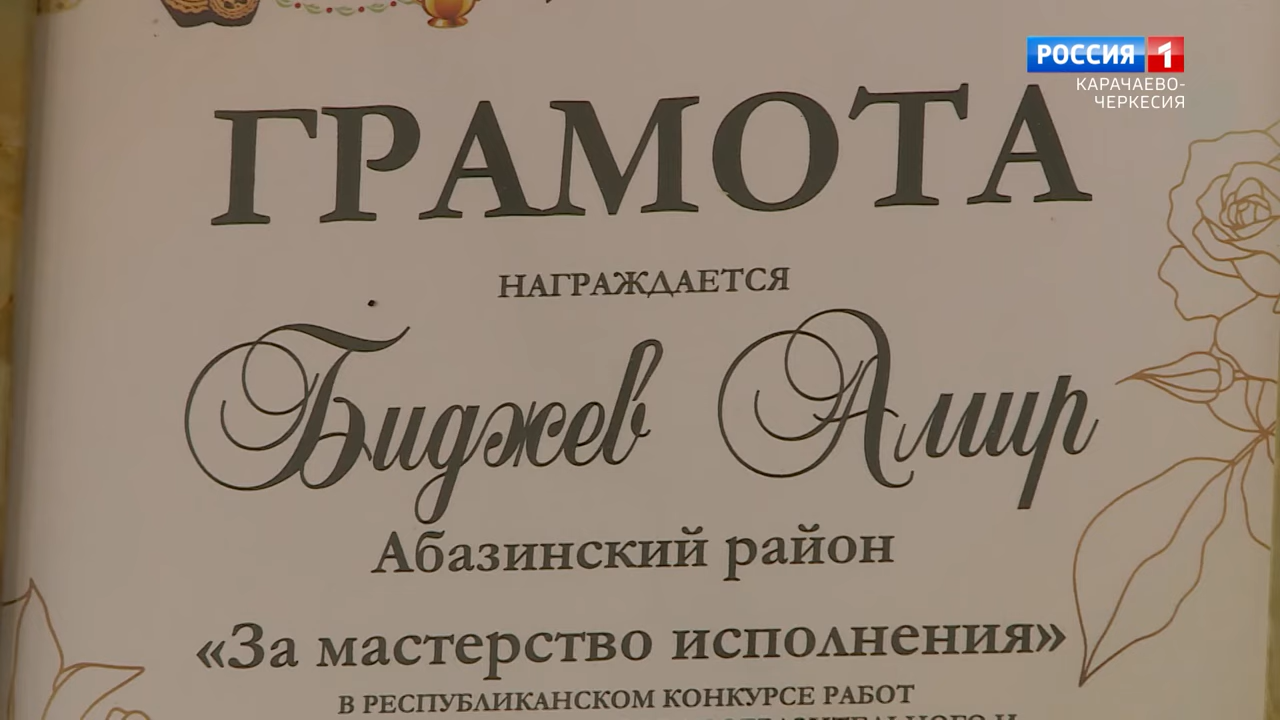 РОССИЯ 1
КАРАЧАЕВО-
ЧЕРКЕСИЯ
ГРАМОТА
НАГРАЖДАЕТСЯ
Биджев Амир
Абазинский район
«За мастерство исполнения»
В РЕСПУБЛИКАНСКОМ КОНКУРСЕ РАБОТ